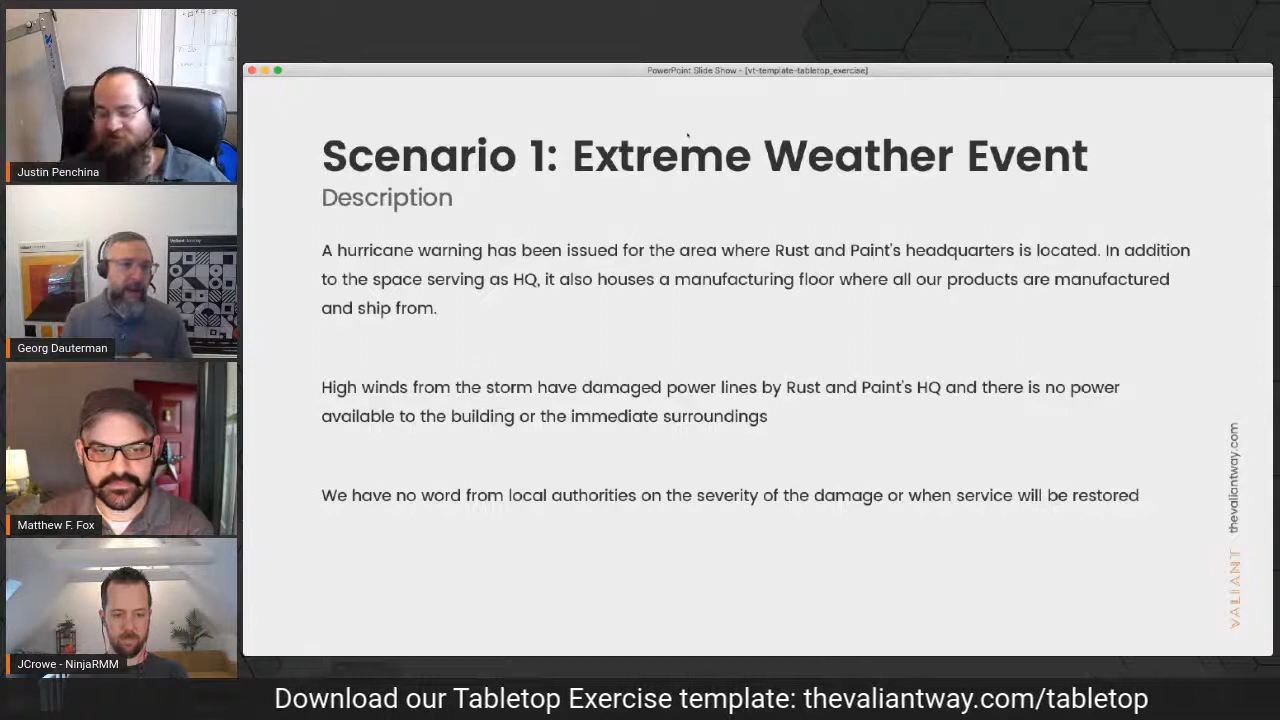 PowerPoint Slide Show - [vt-template-tabletop_exercise]
Scenario 1: Extreme Weather Event
Description
A hurricane warning has been issued for the area where Rust and Paint's headquarters is located. In addition
to the space serving as HQ, it also houses a manufacturing floor where all our products are manufactured
and ship from.
High winds from the storm have damaged power lines by Rust and Paint's HQ and there is no power
available to the building or the immediate surroundings
We have no word from local authorities on the severity of the damage or when service will be restored
thevaliantway.com
VALIANT
Justin Penchina
Georg Dauterman
Matthew F. Fox
JCrowe - NinjaRMM
Download our Tabletop Exercise template: thevaliantway.com/tabletop